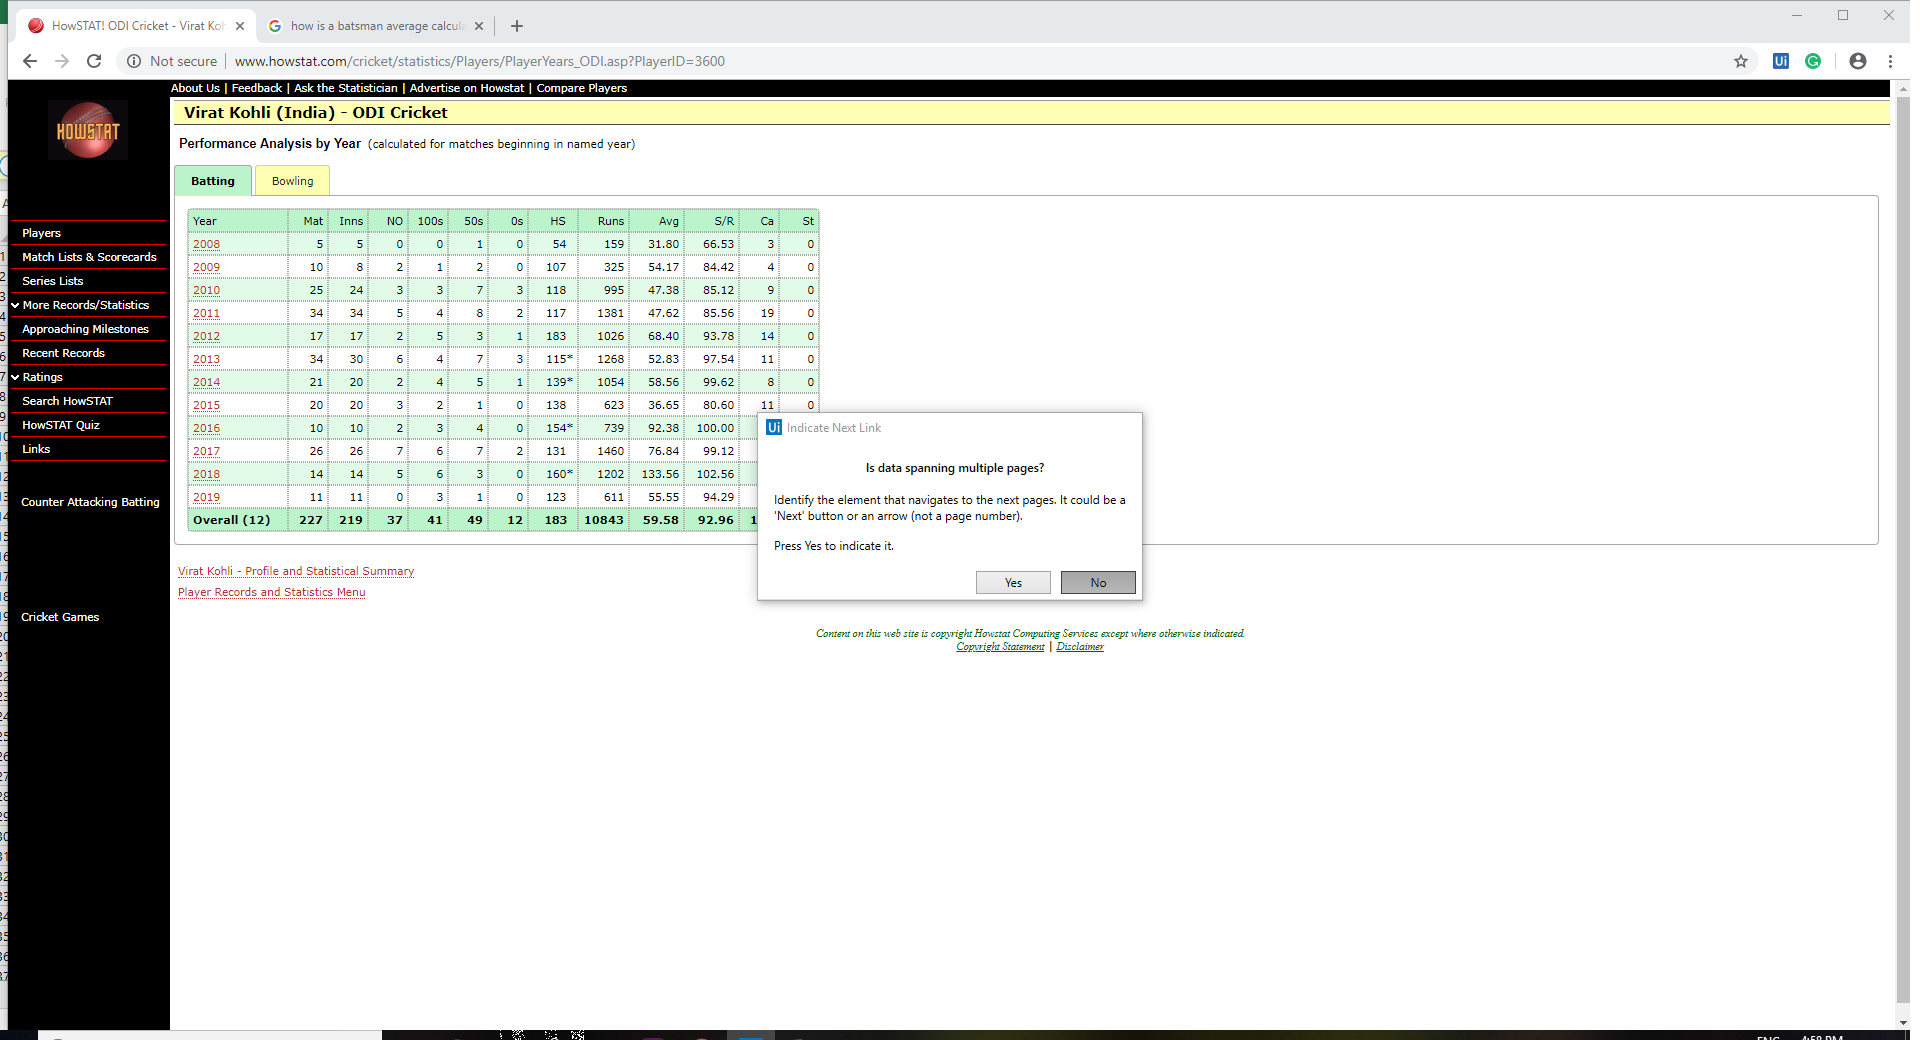 HowSTAT! ODI Cricket - Virat Koh
how is a batsman average calcula
Not secure | www.howstat.com/cricket/statistics/Players/PlayerYears_ODI.asp?PlayerID=3600
Ui
G
About Us | Feedback | Ask the Statistician | Advertise on Howstat | Compare Players
HOWSTAT
Virat Kohli (India) - ODI Cricket
Performance Analysis by Year (calculated for matches beginning in named year)
Batting Bowling
Players
Match Lists & Scorecards
Series Lists
More Records/Statistics
Approaching Milestones
Recent Records
Ratings
Search HowSTAT
HowSTAT Quiz
Links
Counter Attacking Batting
Cricket Games
Year Mat Inns NO 100s 50s 0s HS Runs Avg S/R Ca St
2008 5 5 0 0 1 0 54 159 31.80 66.53 3 0
2009 10 8 2 1 2 0 107 325 54.17 84.42 4 0
2010 25 24 3 3 7 3 118 995 47.38 85.12 9 0
2011 34 34 5 4 8 2 117 1381 47.62 85.56 19 0
2012 17 17 2 5 3 1 183 1026 68.40 93.78 14 0
2013 34 30 6 4 7 3 115* 1268 52.83 97.54 11 0
2014 21 20 2 4 5 1 139* 1054 58.56 99.62 8 0
2015 20 20 3 2 1 0 138 623 36.65 80.60 11 0
2016 10 10 2 3 4 0 154* 739 92.38 100.00
2017 26 26 7 6 7 2 131 1460 76.84 99.12
2018 14 14 5 6 3 0 160* 1202 133.56 102.56
2019 11 11 0 3 1 0 123 611 55.55 94.29
Overall (12) 227 219 37 41 49 12 183 10843 59.58 92.96 1
Ui Indicate Next Link
Is data spanning multiple pages?
Identify the element that navigates to the next pages. It could be a
'Next' button or an arrow (not a page number).
Press Yes to indicate it.
Yes No
Virat Kohli - Profile and Statistical Summary
Player Records and Statistics Menu
Content on this web site is copyright Howstat Computing Services except where otherwise indicated.
Copyright Statement | Disclaimer
ENG 4:58 PM